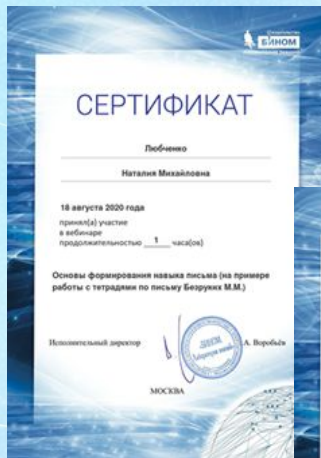 БИНОМ
СЕРТИФИКАТ
Любченко
Наталия Михайловна
18 августа 2020 года
принял(а) участие
в вебинаре
продолжительностью 1 часа(ов)
Основы формирования навыка письма (на примере
работы с тетрадями по письму Безруких М.М.)
Исполнительный директор А. Воробьёв
БИНОМ
МОСКВА